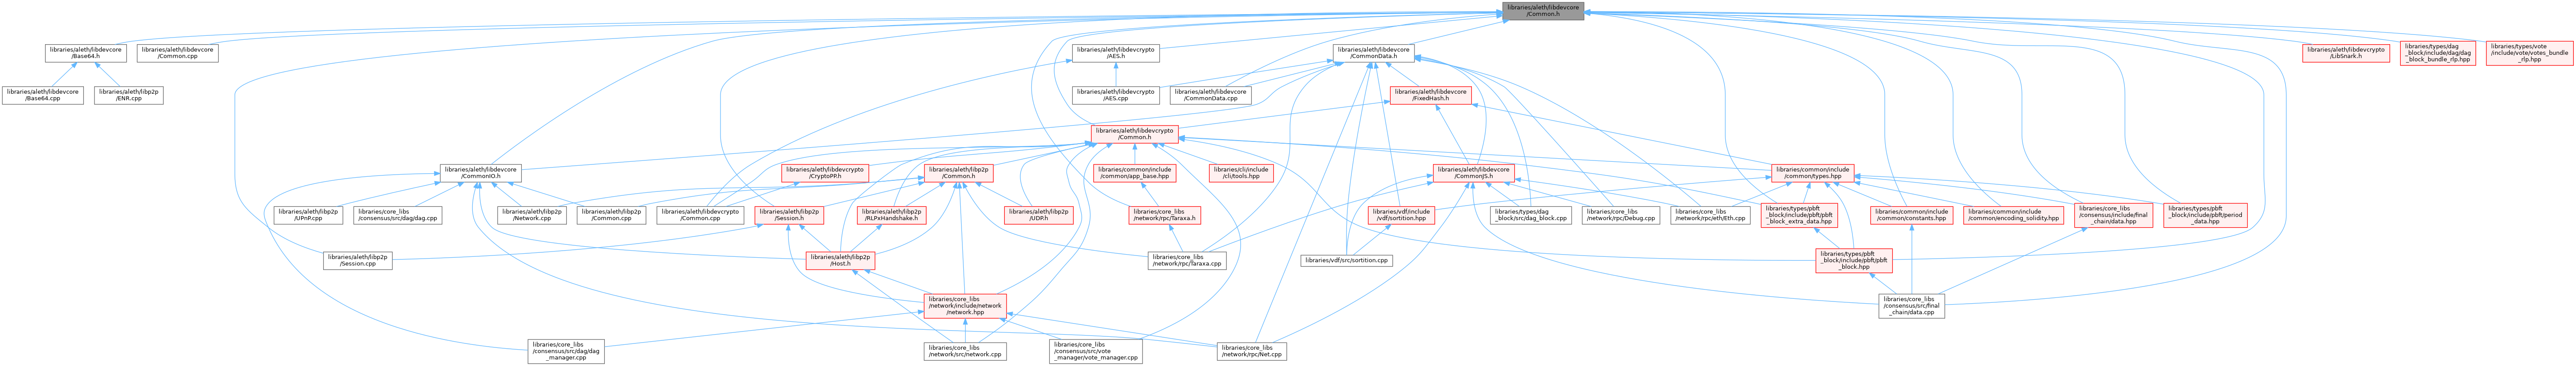 libraries/aleth/libdevcore
/Common.h
libraries/aleth/libdevcore
/Base64.h
libraries/aleth/libdevcore
/Common.cpp
libraries/aleth/libdevcrypto
/AES.h
libraries/aleth/libdevcore
/CommonData.h
libraries/aleth/libdevcrypto
/LibSnark.h
libraries/types/dag
_block/include/dag/dag
_block_bundle_rlp.hpp
libraries/types/vote
/include/vote/votes_bundle
_rlp.hpp
libraries/aleth/libdevcore
/Base64.cpp
libraries/aleth/libp2p
/ENR.cpp
libraries/aleth/libdevcrypto
/AES.cpp
libraries/aleth/libdevcore
/CommonData.cpp
libraries/aleth/libdevcore
/FixedHash.h
libraries/aleth/libdevcrypto
/Common.h
libraries/aleth/libdevcore
/CommonIO.h
libraries/aleth/libdevcrypto
/CryptoPP.h
libraries/aleth/libp2p
/Common.h
libraries/common/include
/common/app_base.hpp
libraries/cli/include
/cli/tools.hpp
libraries/aleth/libdevcore
/CommonJS.h
libraries/common/include
/common/types.hpp
libraries/aleth/libp2p
/UPnP.cpp
libraries/core_libs
/consensus/src/dag/dag.cpp
libraries/aleth/libp2p
/Network.cpp
libraries/aleth/libp2p
/Common.cpp
libraries/aleth/libdevcrypto
/Common.cpp
libraries/aleth/libp2p
/Session.h
libraries/aleth/libp2p
/RLPxHandshake.h
libraries/aleth/libp2p
/UDP.h
libraries/core_libs
/network/rpc/Taraxa.h
libraries/vdf/include
/vdf/sortition.hpp
libraries/types/dag
_block/src/dag_block.cpp
libraries/core_libs
/network/rpc/Debug.cpp
libraries/core_libs
/network/rpc/eth/Eth.cpp
libraries/types/pbft
_block/include/pbft/pbft
_block_extra_data.hpp
libraries/common/include
/common/constants.hpp
libraries/common/include
/common/encoding_solidity.hpp
libraries/core_libs
/consensus/include/final
_chain/data.hpp
libraries/types/pbft
_block/include/pbft/period
_data.hpp
libraries/aleth/libp2p
/Session.cpp
libraries/aleth/libp2p
/Host.h
libraries/core_libs
/network/rpc/Taraxa.cpp
libraries/vdf/src/sortition.cpp
libraries/types/pbft
_block/include/pbft/pbft
_block.hpp
libraries/core_libs
/network/include/network
/network.hpp
libraries/core_libs
/consensus/src/final
_chain/data.cpp
libraries/core_libs
/consensus/src/dag/dag
_manager.cpp
libraries/core_libs
/network/src/network.cpp
libraries/core_libs
/consensus/src/vote
_manager/vote_manager.cpp
libraries/core_libs
/network/rpc/Net.cpp